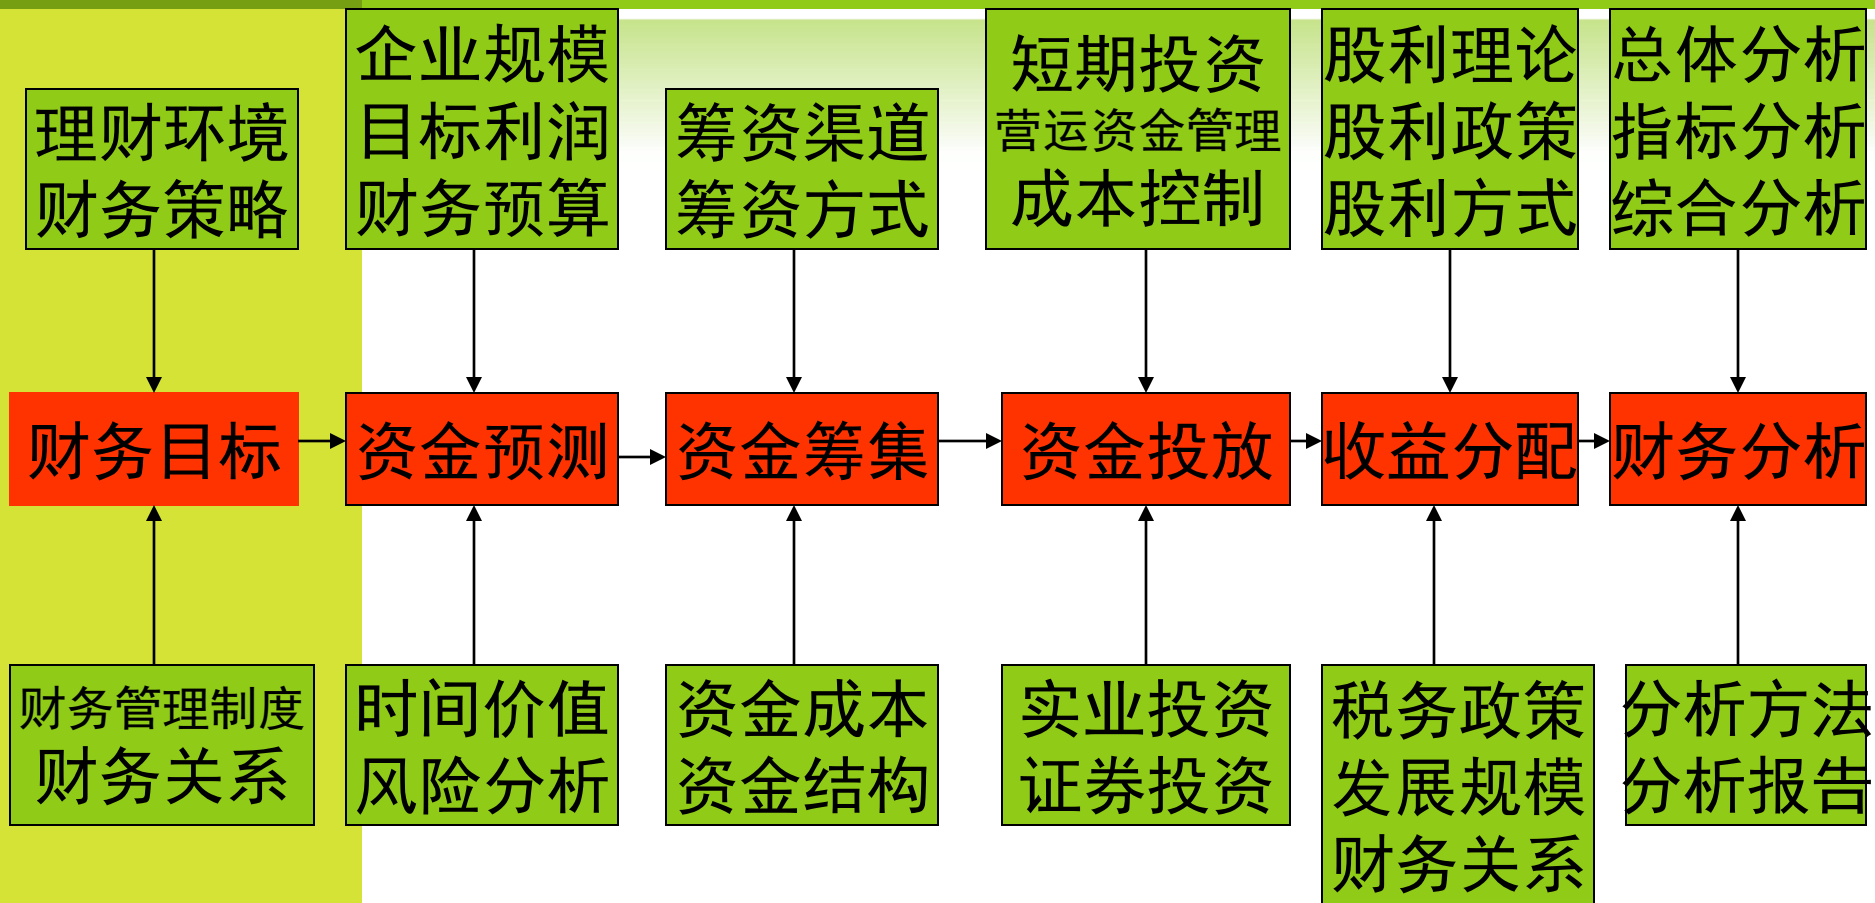 理财环境
财务策略
企业规模
目标利润
财务预算
筹资渠道
筹资方式
短期投资
营运资金管理
成本控制
股利理论
股利政策
股利方式
总体分析
指标分析
综合分析
财务目标
资金预测
资金筹集
资金投放
收益分配
财务分析
财务管理制度
财务关系
时间价值
风险分析
资金成本
资金结构
实业投资
证券投资
税务政策
发展规模
财务关系
分析方法
分析报告